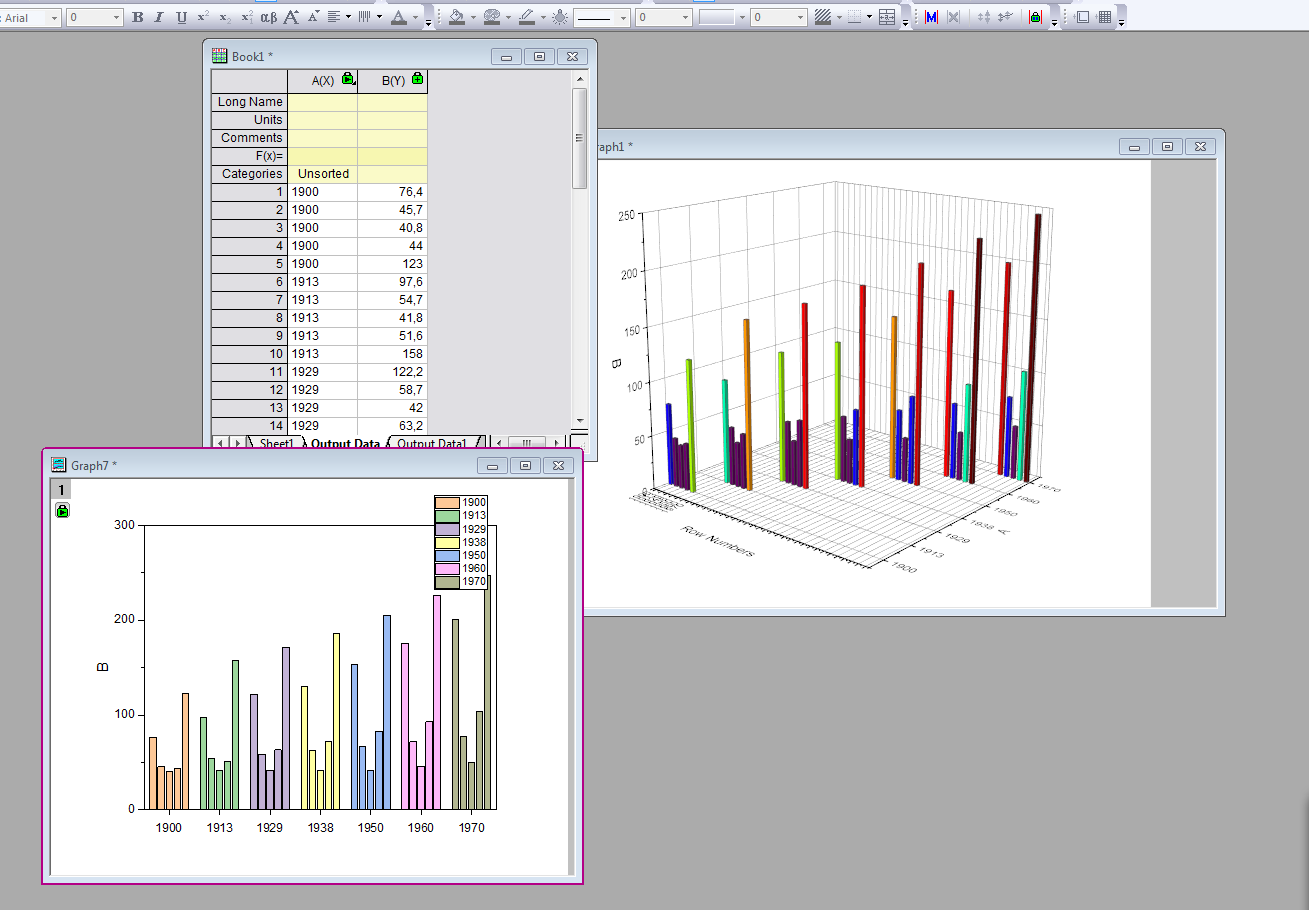 Arial 0 B I U x² x₂ x² αβ A A A 0 0 M
Book1 *
A(X) B(Y)
Long Name
Units
Comments
F(x)=
Categories Unsorted
1 1900 76,4
2 1900 45,7
3 1900 40,8
4 1900 44
5 1900 123
6 1913 97,6
7 1913 54,7
8 1913 41,8
9 1913 51,6
10 1913 158
11 1929 122,2
12 1929 58,7
13 1929 42
14 1929 63,2
Sheet1 Output Data Output Data1
raph1 *
250
200
150
100
50
0
B
Row Numbers
A
1900
1913
1929
1938
1950
1960
1970
Graph7 *
1
1900
1913
1929
1938
1950
1960
1970
300
200
100
0
B
1900 1913 1929 1938 1950 1960 1970